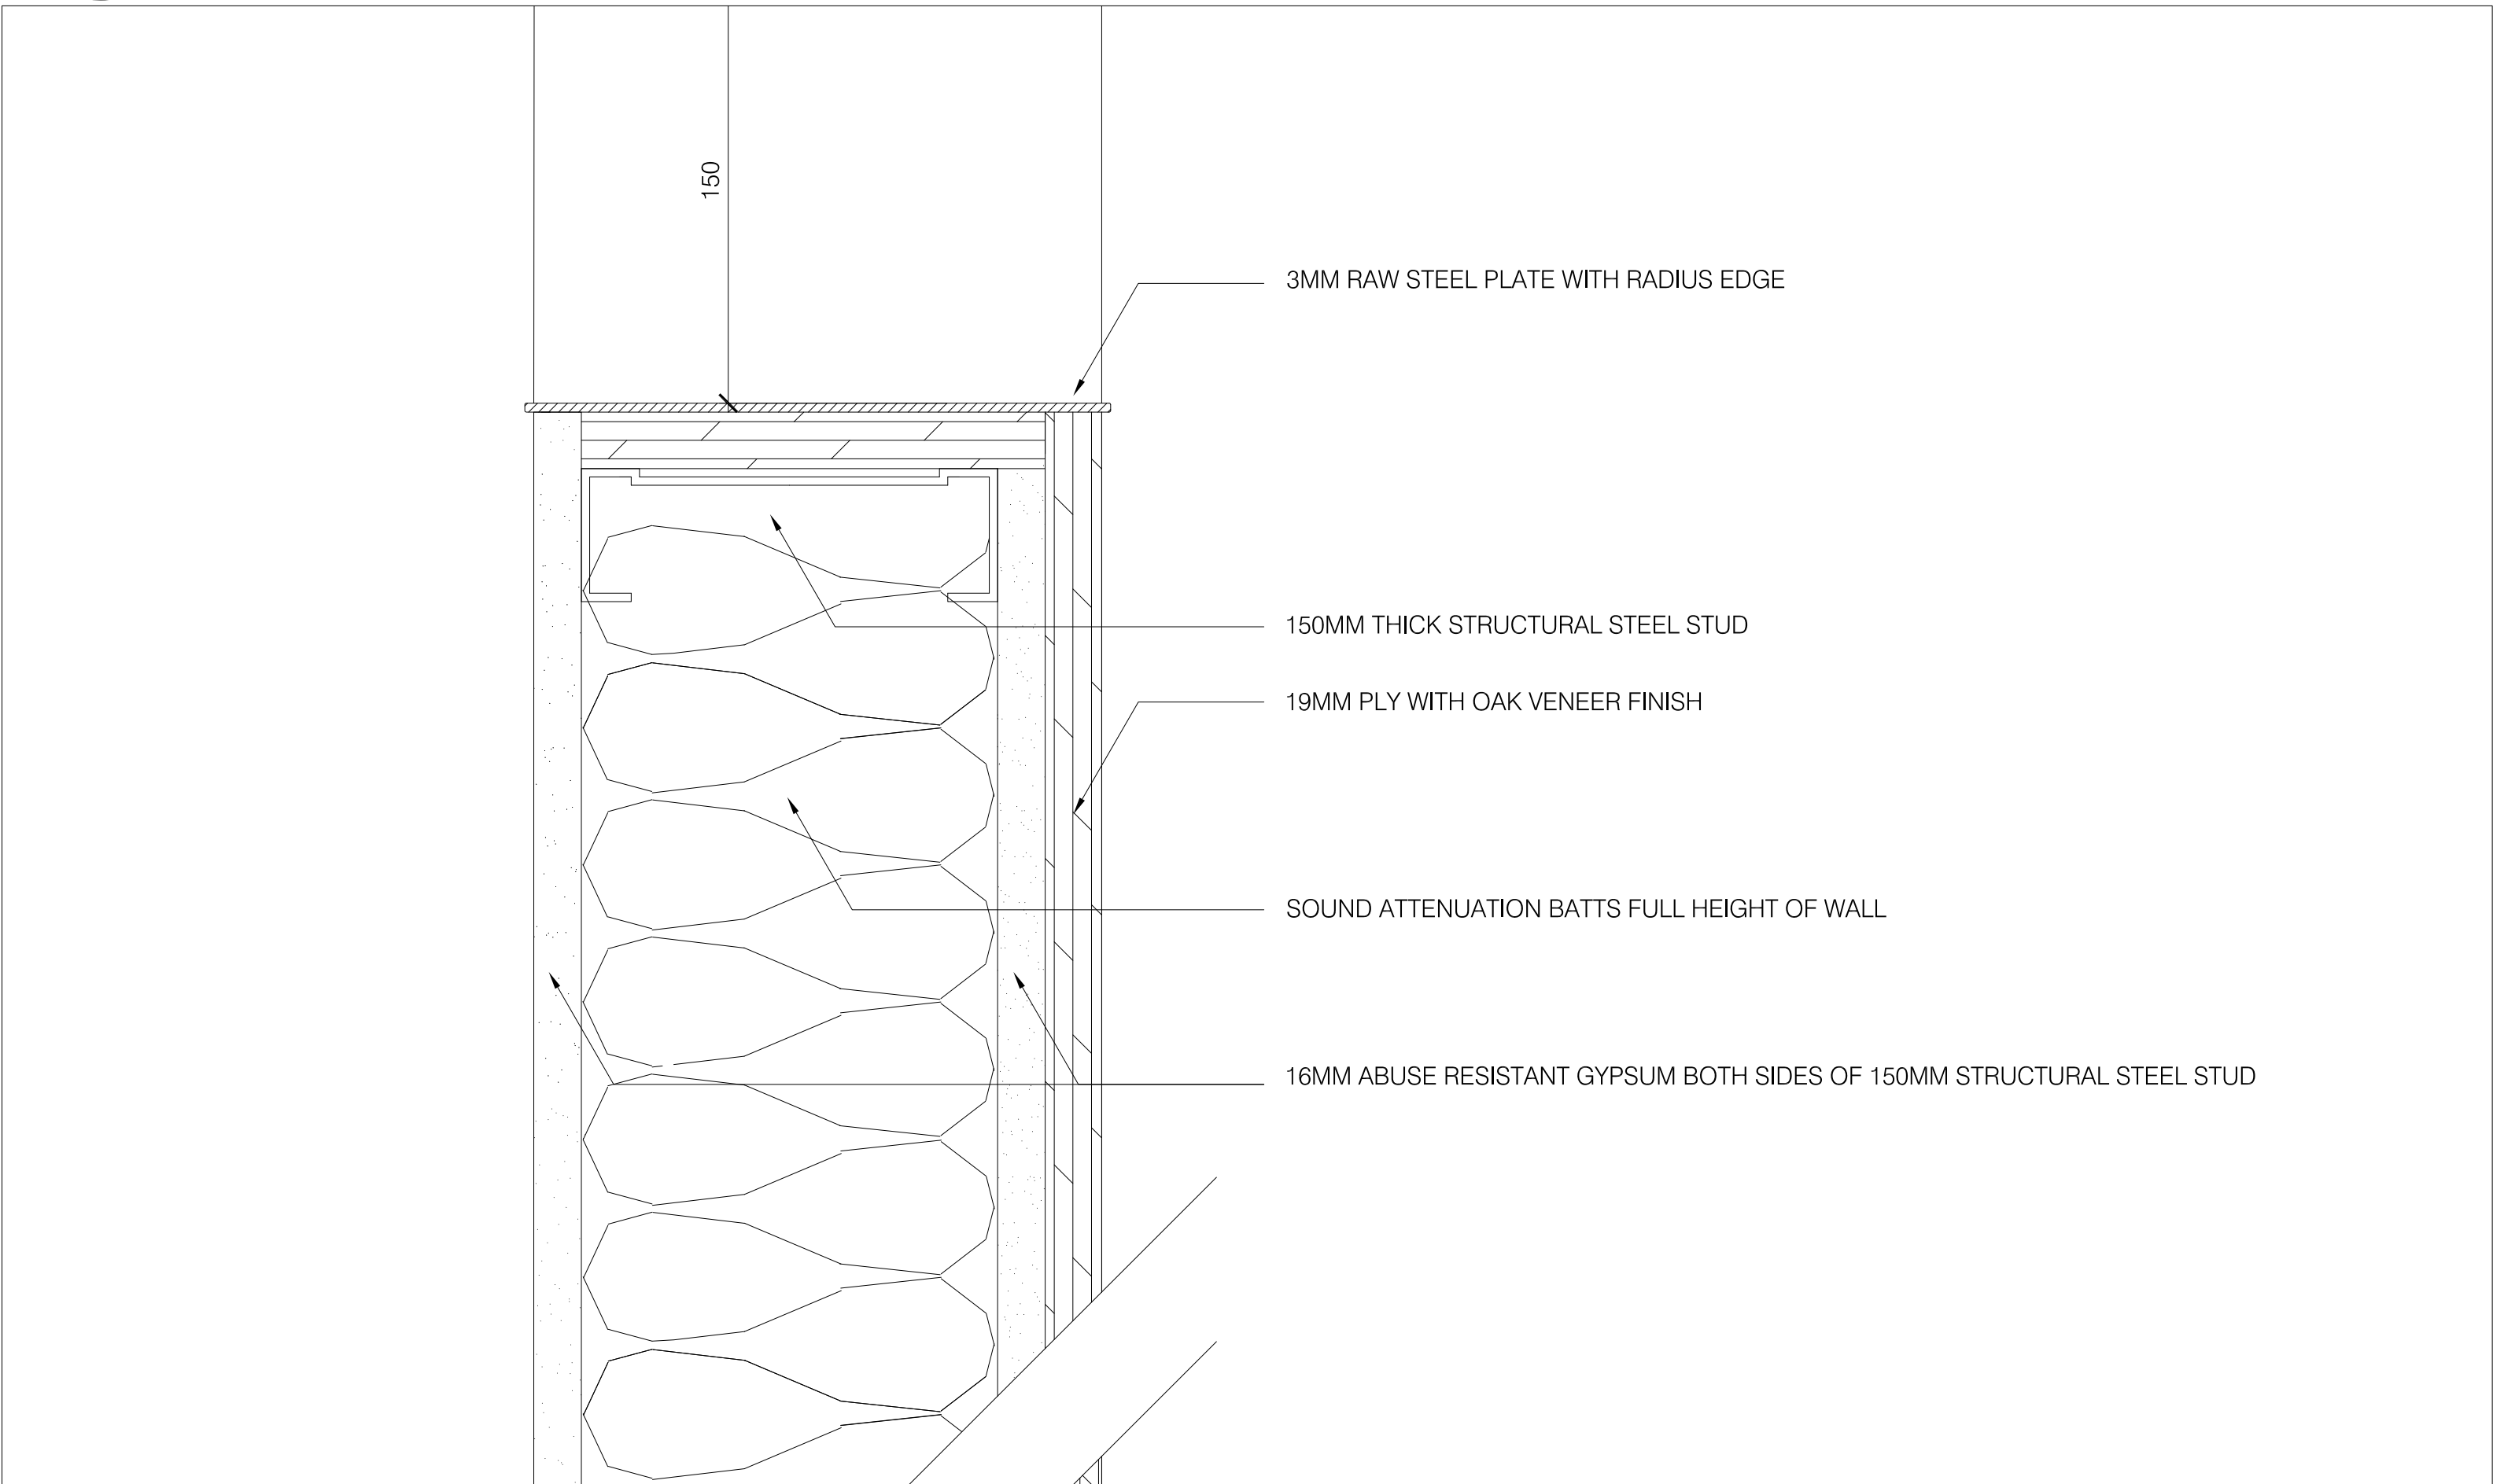 150
3MM RAW STEEL PLATE WITH RADIUS EDGE
150MM THICK STRUCTURAL STEEL STUD
19MM PLY WITH OAK VENEER FINISH
SOUND ATTENUATION BATTS FULL HEIGHT OF WALL
16MM ABUSE RESISTANT GYPSUM BOTH SIDES OF 150MM STRUCTURAL STEEL STUD